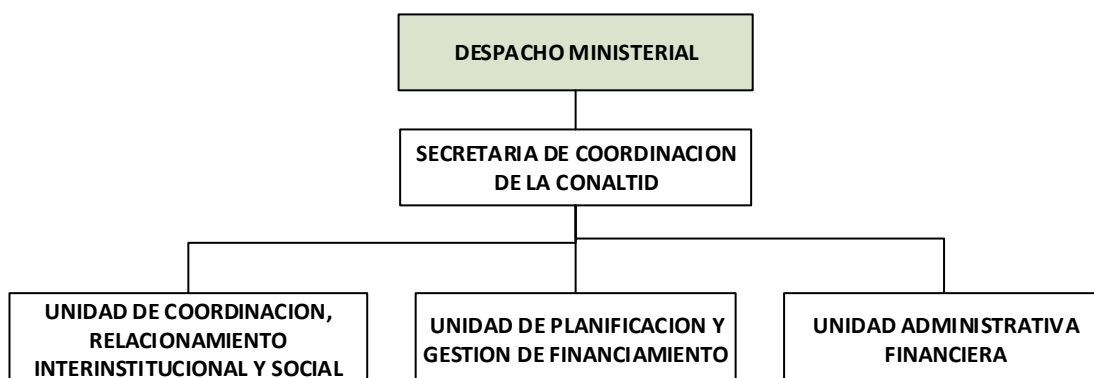 DESPACHO MINISTERIAL
SECRETARIA DE COORDINACION
DE LA CONALTID
UNIDAD DE COORDINACION,
RELACIONAMIENTO
INTERINSTITUCIONAL Y SOCIAL
UNIDAD DE PLANIFICACION Y
GESTION DE FINANCIAMIENTO
UNIDAD ADMINISTRATIVA
FINANCIERA